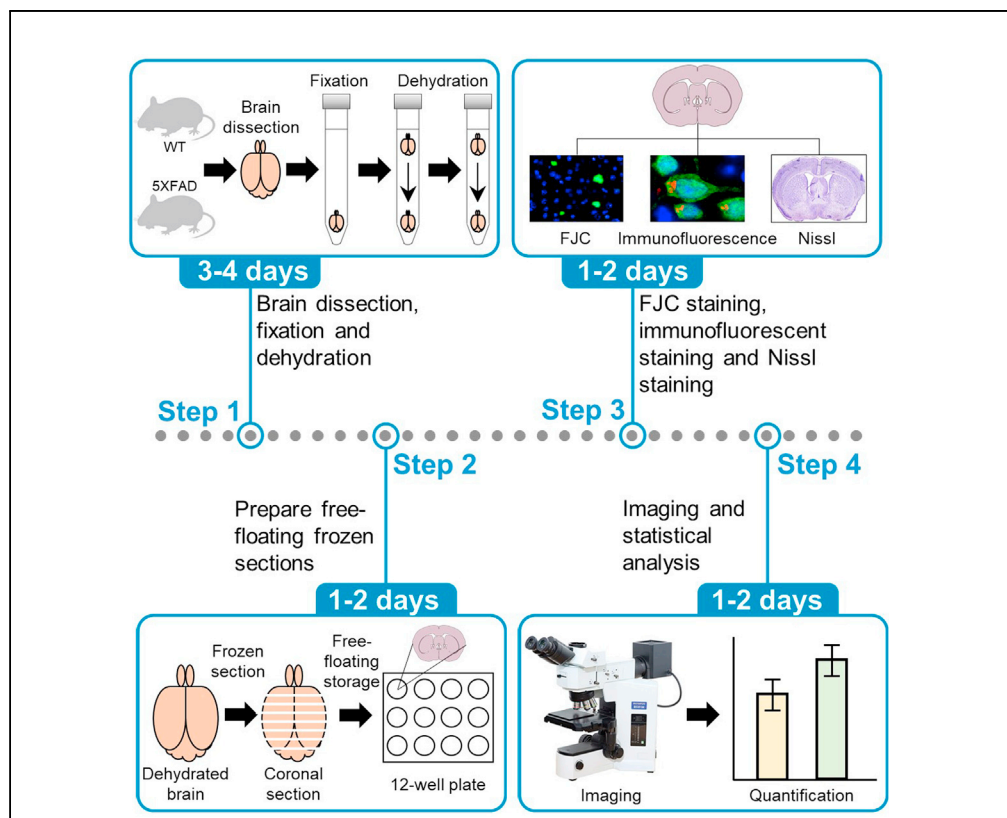 Fixation
Dehydration
Brain
dissection
WT
5XFAD
3-4 days
Brain dissection,
fixation and
dehydration
Step 1
FJC
Immunofluorescence
Nissl
1-2 days
FJC staining,
immunofluorescent
staining and Nissl
staining
Step 3
Step 2
Prepare free-
floating frozen
sections
1-2 days
Frozen
section
Free-
floating
storage
Dehydrated
brain
Coronal
section
12-well plate
Step 4
Imaging and
statistical
analysis
1-2 days
Imaging
Quantification